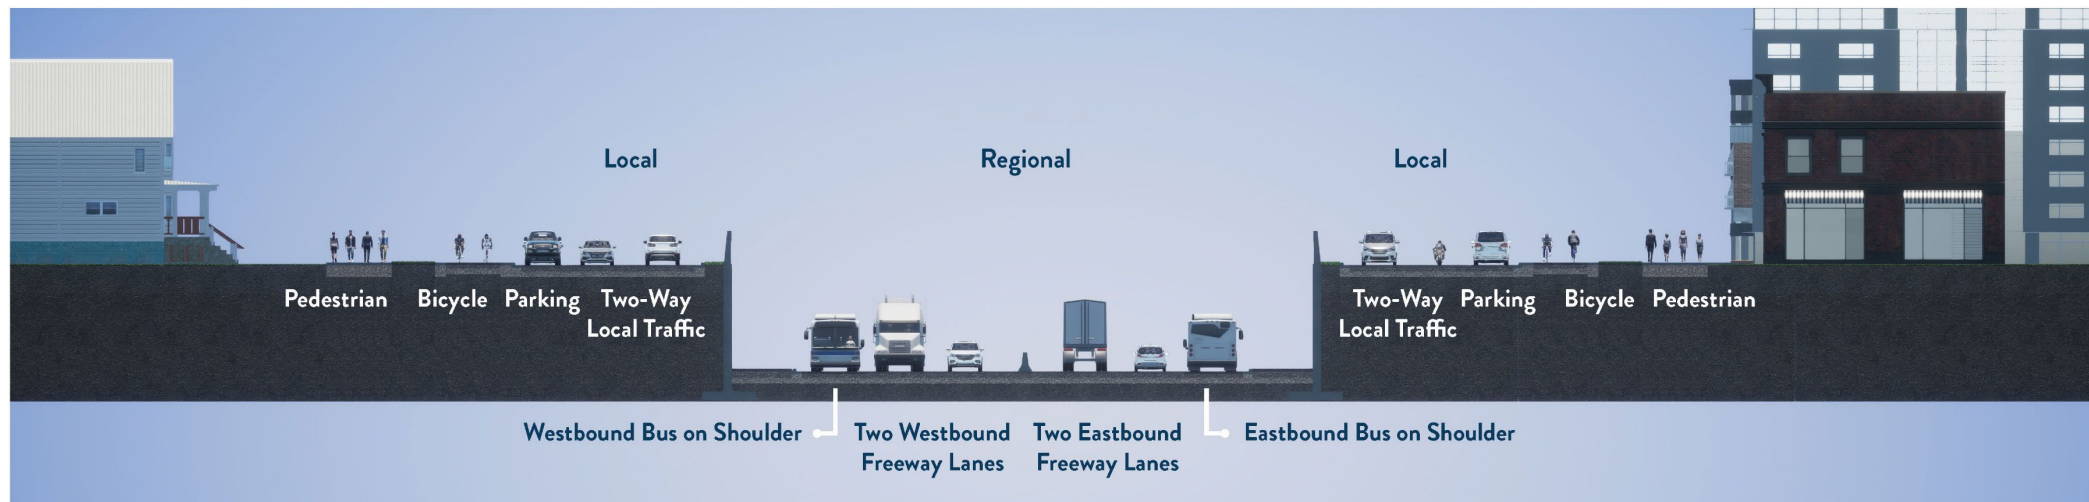 Local
Regional
Local
Pedestrian
Bicycle
Parking
Two-Way
Local Traffic
Two-Way
Local Traffic
Parking
Bicycle
Pedestrian
Westbound Bus on Shoulder
Two Westbound
Freeway Lanes
Two Eastbound
Freeway Lanes
Eastbound Bus on Shoulder